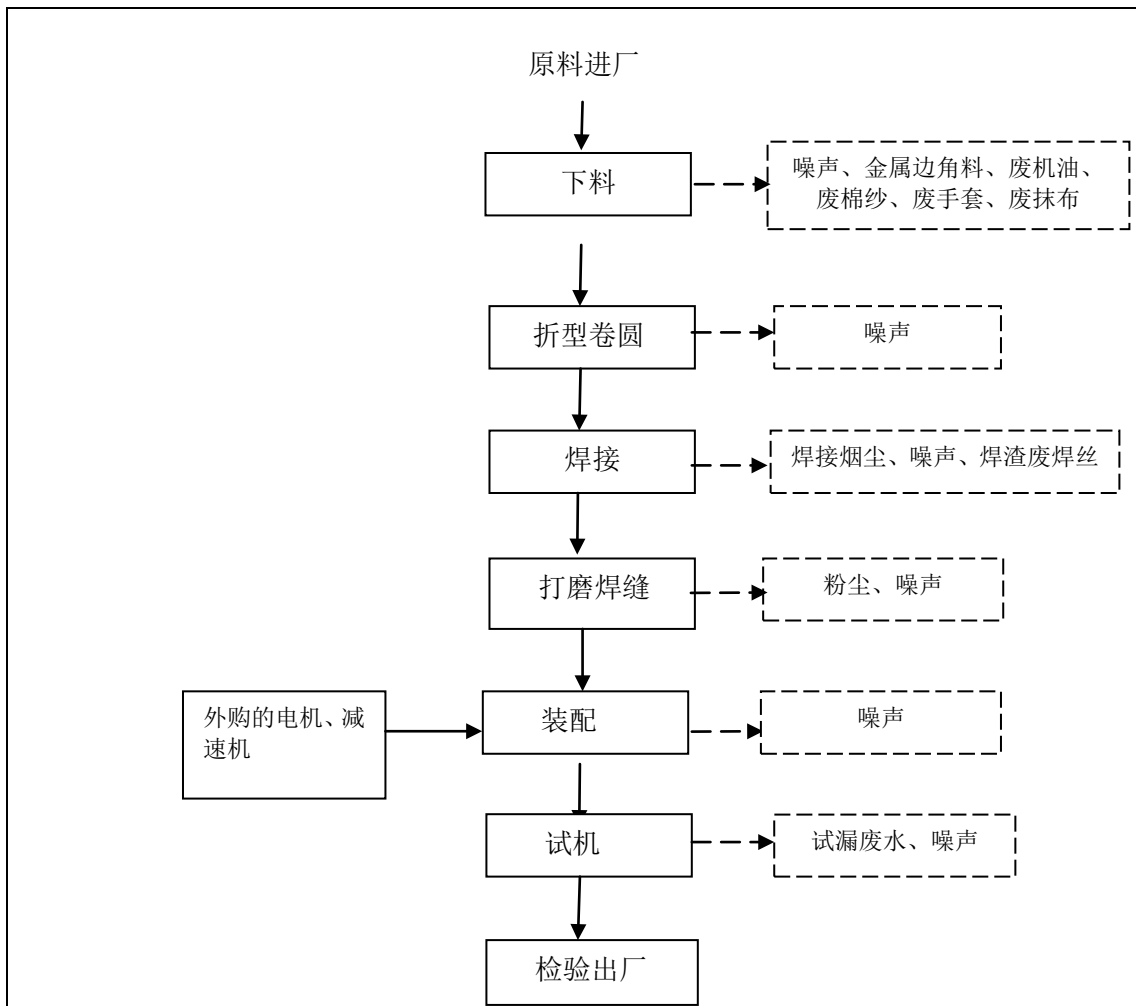 原料进厂
下料
噪声、金属边角料、废机油、
废棉纱、废手套、废抹布
折型卷圆
噪声
焊接
焊接烟尘、噪声、焊渣废焊丝
打磨焊缝
粉尘、噪声
外购的电机、减
速机
装配
噪声
试机
试漏废水、噪声
检验出厂